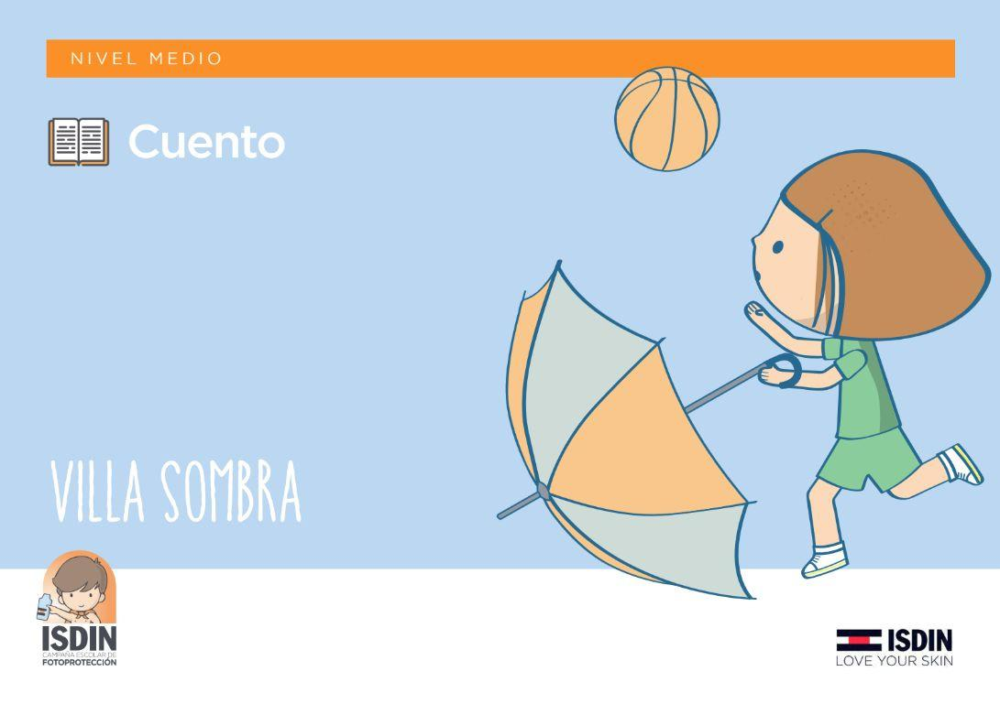 NIVEL MEDIO
Cuento
VILLA SOMBRA
ISDIN
CAMPAÑA ESCOLAR DE
FOTOPROTECCIÓN
ISDIN
LOVE YOUR SKIN